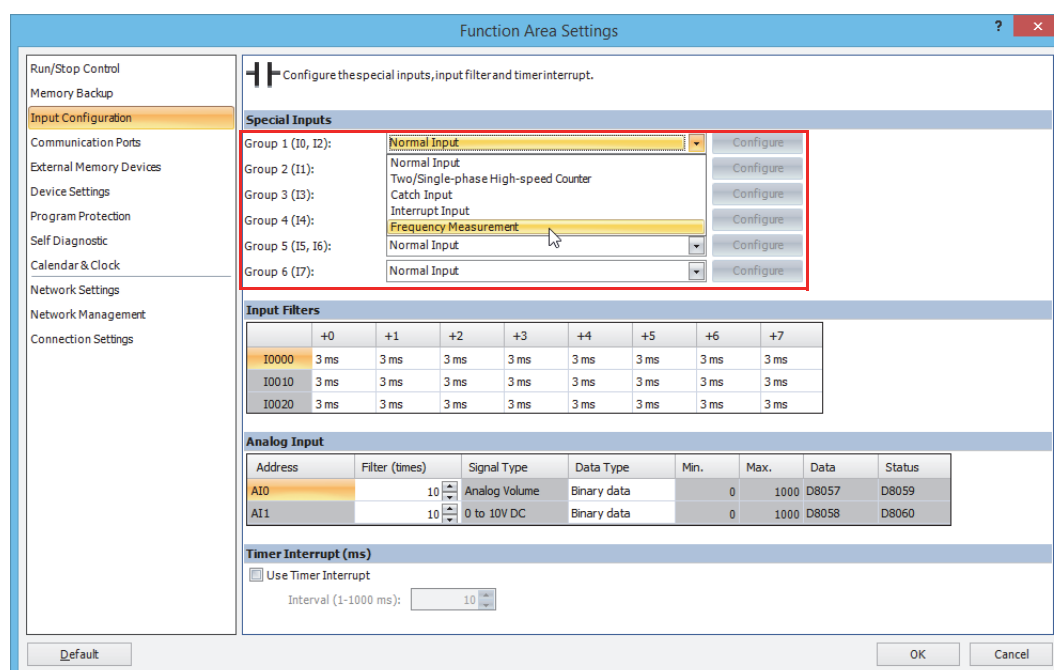 Function Area Settings
?
×
Run/Stop Control
Memory Backup
Input Configuration
Communication Ports
External Memory Devices
Device Settings
Program Protection
Self Diagnostic
Calendar & Clock
Network Settings
Network Management
Connection Settings
Configure the special inputs, input filter and timer interrupt.
Special Inputs
Group 1 (I0, I2): Normal Input Configure
Normal Input
Group 2 (I1): Configure
Two/Single-phase High-speed Counter
Group 3 (I3): Catch Input Configure
Interrupt Input
Group 4 (I4): Configure
Frequency Measurement
Group 5 (I5, I6): Normal Input Configure
Group 6 (I7): Normal Input Configure
Input Filters
+0 +1 +2 +3 +4 +5 +6 +7
I0000 3 ms 3 ms 3 ms 3 ms 3 ms 3 ms 3 ms 3 ms
I0010 3 ms 3 ms 3 ms 3 ms 3 ms 3 ms 3 ms 3 ms
I0020 3 ms 3 ms 3 ms 3 ms 3 ms 3 ms 3 ms 3 ms
Analog Input
Address Filter (times) Signal Type Data Type Min. Max. Data Status
AI0 10 Analog Volume Binary data 0 1000 D8057 D8059
AI1 10 0 to 10V DC Binary data 0 1000 D8058 D8060
Timer Interrupt (ms)
Use Timer Interrupt
Interval (1-1000 ms): 10
Default OK Cancel